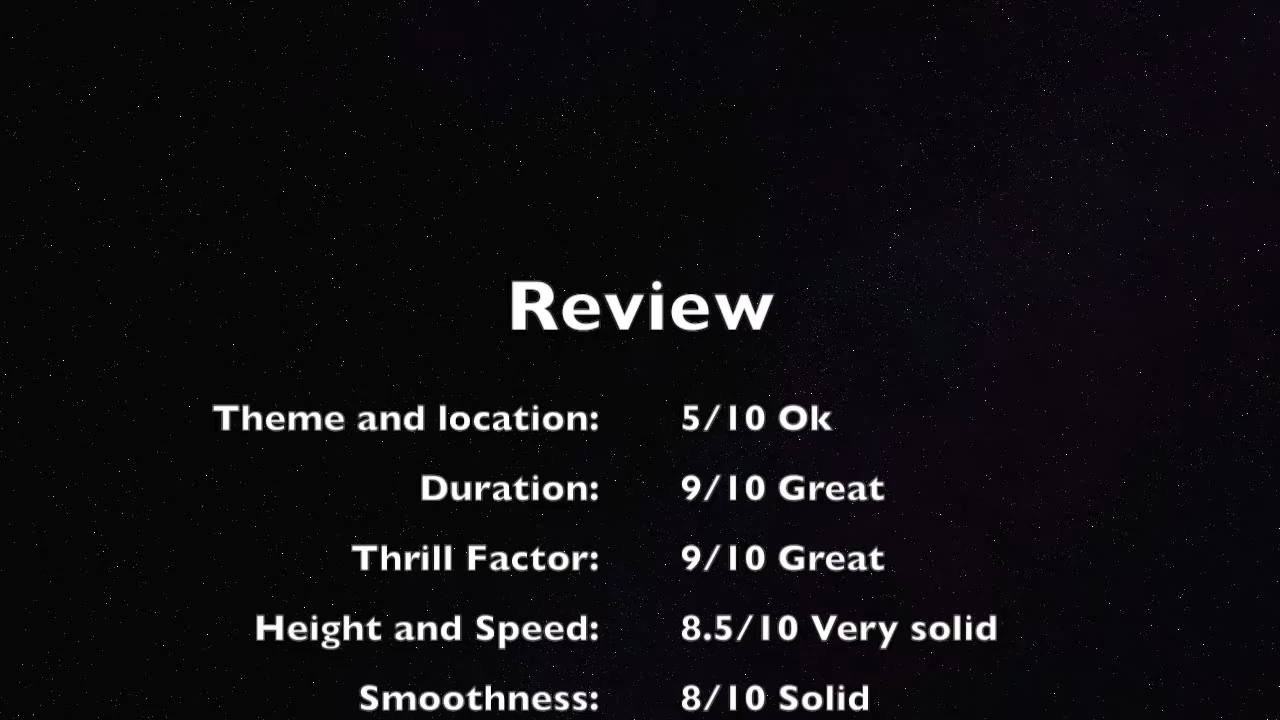 Review
Theme and location: 5/10 Ok
Duration: 9/10 Great
Thrill Factor: 9/10 Great
Height and Speed: 8.5/10 Very solid
Smoothness: 8/10 Solid